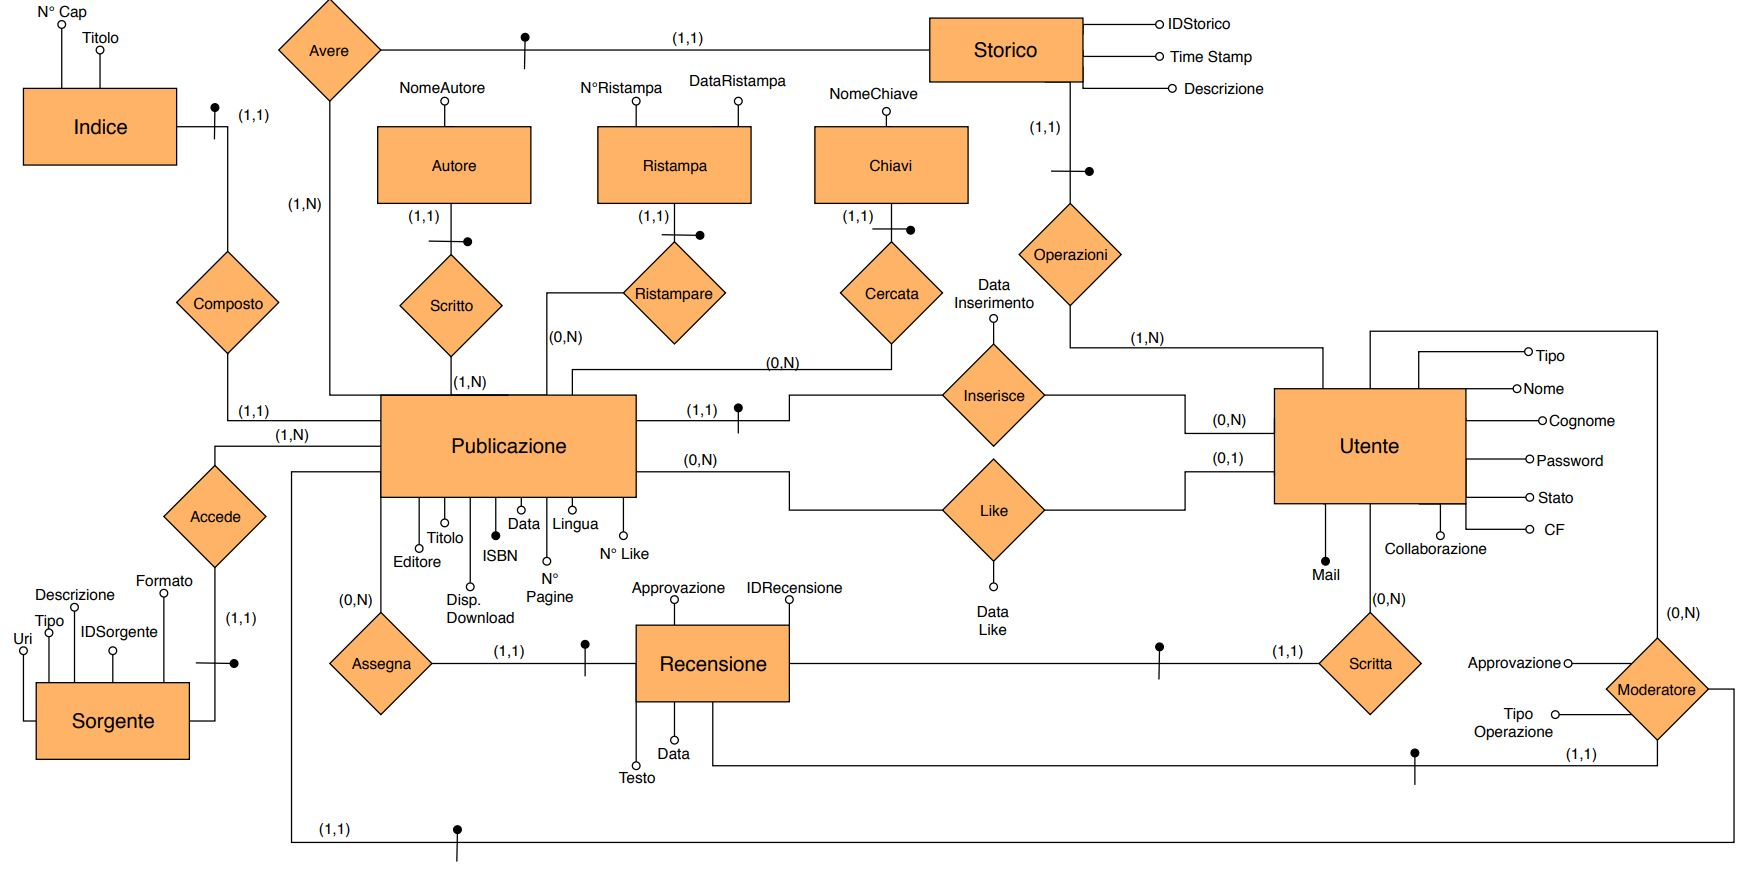 N° Cap
Titolo
Indice
(1,1)
Avere
(1,1)
Storico
IDStorico
Time Stamp
Descrizione
NomeAutore
N°Ristampa
DataRistampa
NomeChiave
Autore
Ristampa
Chiavi
(1,1)
(1,N)
(1,1)
(1,1)
(1,1)
Composto
Scritto
Ristampare
Cercata
Operazioni
Data
Inserimento
(0,N)
(1,N)
(0,N)
(1,N)
Inserisce
Tipo
Nome
Cognome
Password
Stato
CF
(1,1)
(1,1)
(0,N)
Publicazione
Utente
(1,N)
(0,N)
(0,1)
Accede
Like
Editore
Titolo
Disp.
Download
ISBN
Data
N°
Pagine
Lingua
N° Like
Collaborazione
Mail
Data
Like
Formato
Descrizione
Tipo
Uri
IDSorgente
(1,1)
(0,N)
Approvazione
IDRecensione
(0,N)
(0,N)
Assegna
(1,1)
Recensione
(1,1)
Scritta
Approvazione
Moderatore
Tipo
Operazione
Sorgente
Testo
Data
(1,1)
(1,1)